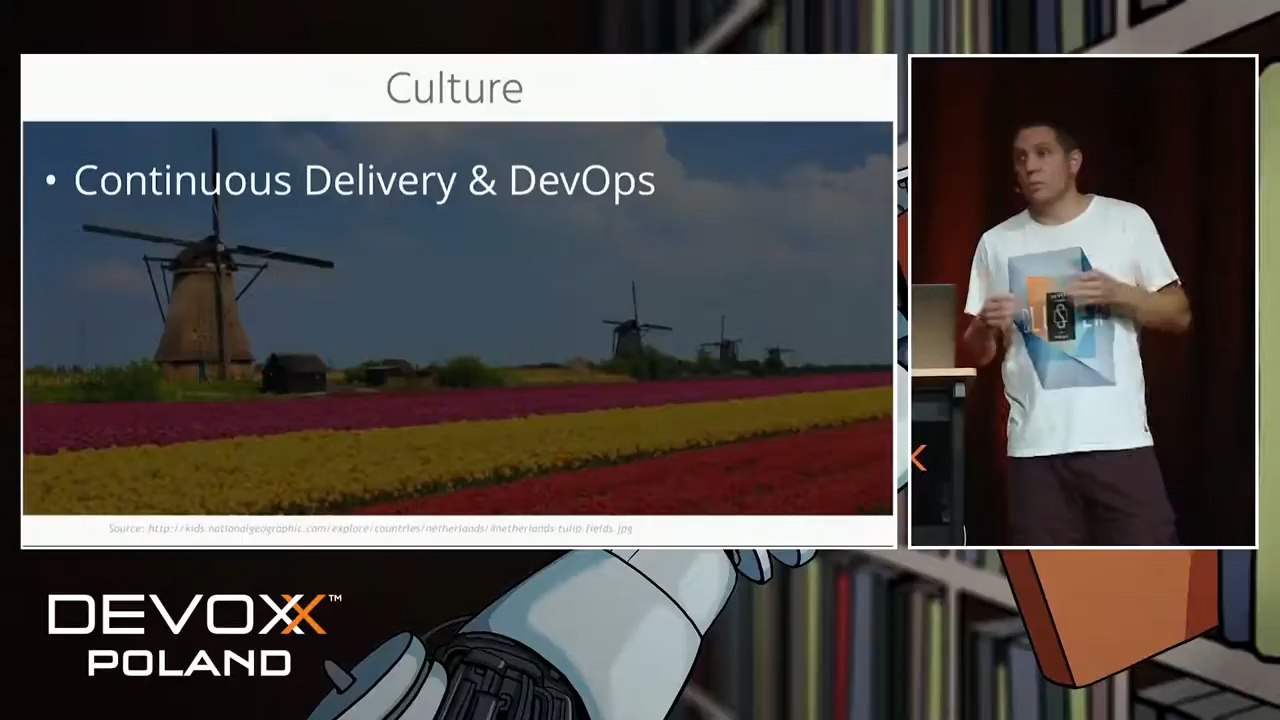 Culture
• Continuous Delivery & DevOps
Source: http://kids.nationalgeographic.com/explore/countries/netherlands/#netherlands-tulip-fields.jpg
DEVOXX™
POLAND